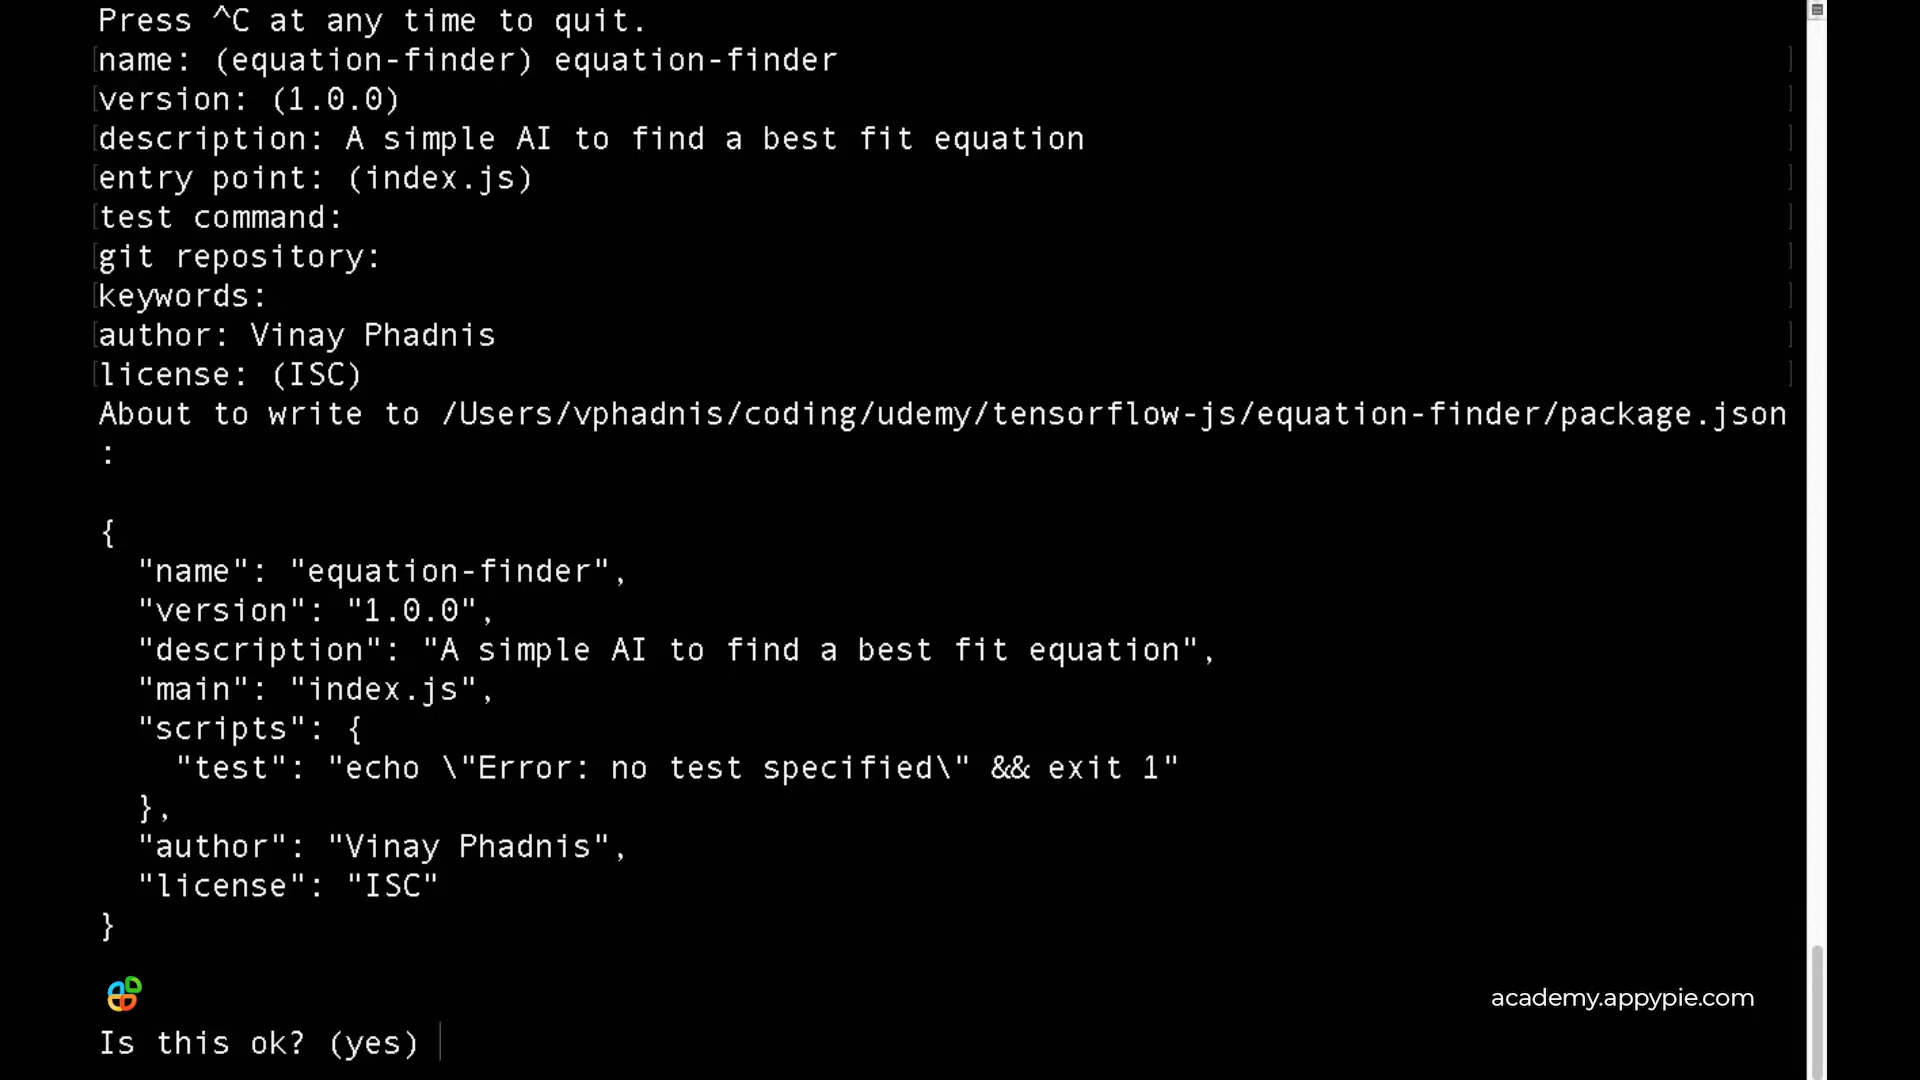 Press ^C at any time to quit.
[name: (equation-finder) equation-finder ]
[version: (1.0.0) ]
[description: A simple AI to find a best fit equation ]
[entry point: (index.js) ]
[test command: ]
[git repository: ]
[keywords: ]
[author: Vinay Phadnis ]
[license: (ISC) ]
About to write to /Users/vphadnis/coding/udemy/tensorflow-js/equation-finder/package.json
:
{
  "name": "equation-finder",
  "version": "1.0.0",
  "description": "A simple AI to find a best fit equation",
  "main": "index.js",
  "scripts": {
    "test": "echo \"Error: no test specified\" && exit 1"
  },
  "author": "Vinay Phadnis",
  "license": "ISC"
}
academy.appypie.com
Is this ok? (yes)